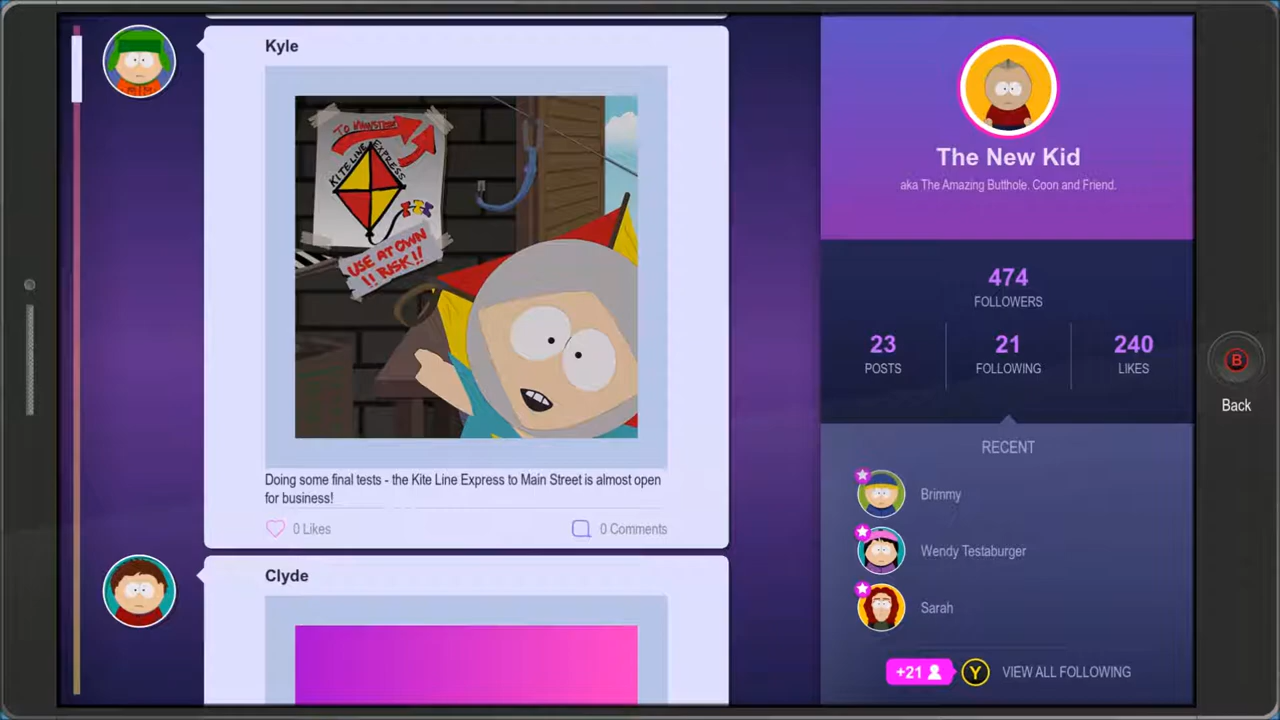 Kyle
TO MAINSTREET
KITE LINE EXPRESS
USE AT OWN
!! RISK!!
Doing some final tests - the Kite Line Express to Main Street is almost open
for business!
0 Likes
0 Comments
Clyde
The New Kid
aka The Amazing Butthole. Coon and Friend.
474
FOLLOWERS
23
POSTS
21
FOLLOWING
240
LIKES
RECENT
Brimmy
Wendy Testaburger
Sarah
+21
Y
VIEW ALL FOLLOWING
B
Back